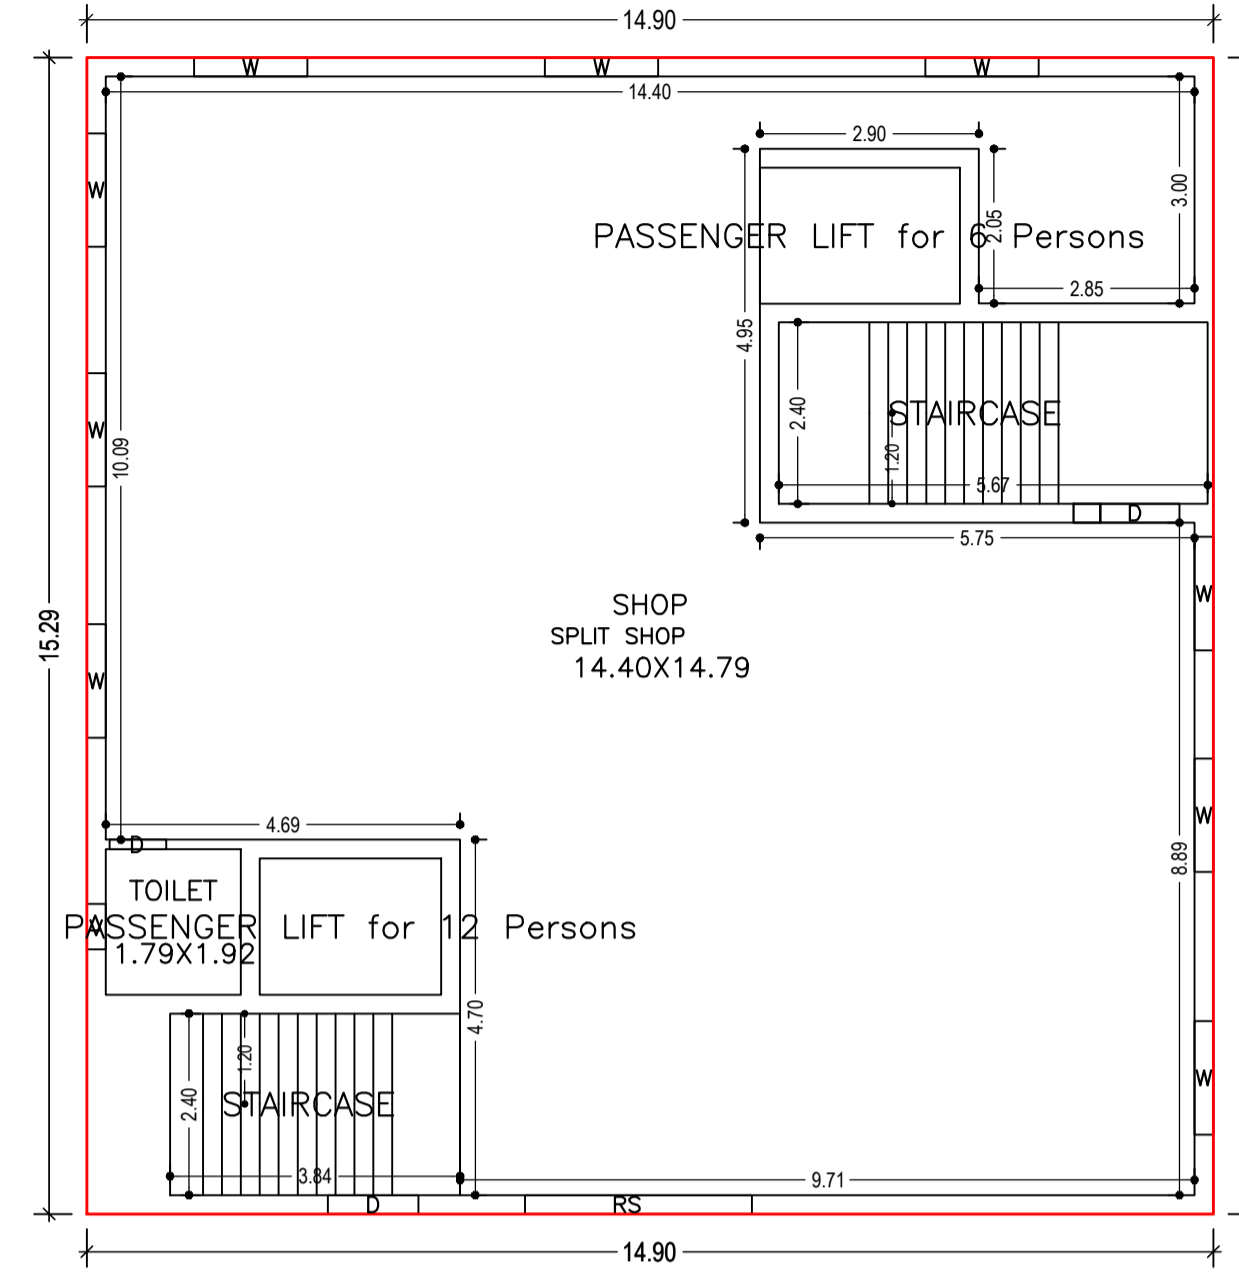 14.90
W W W
14.40
2.90
W
3.00
2.05
PASSENGER LIFT for 6 Persons
2.85
4.95
2.40
STAIRCASE
W
10.09
1.20
5.67
D
5.75
W
SHOP
15.29
SPLIT SHOP
14.40X14.79
W
W
4.69
D
8.89
TOILET
W
PASSENGER LIFT for 12 Persons
1.79X1.92
4.70
1.20
W
2.40
STAIRCASE
3.84
9.71
D
RS
14.90